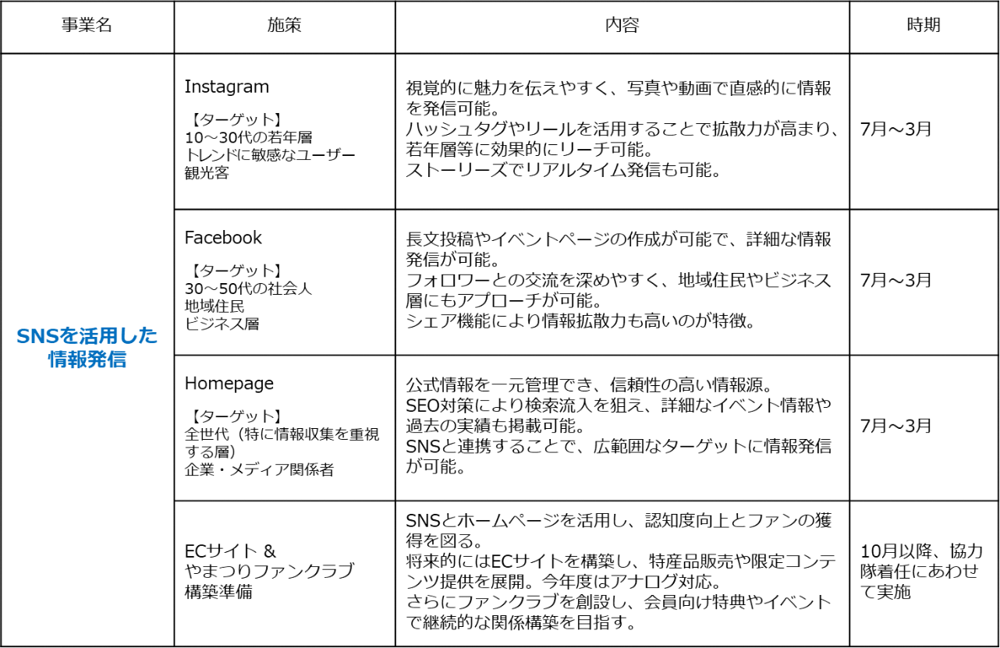 事業名
施策
内容
時期
SNSを活用した
情報発信
Instagram
【ターゲット】
10～30代の若年層
トレンドに敏感なユーザー
観光客
視覚的に魅力を伝えやすく、写真や動画で直感的に情報
を発信可能。
ハッシュタグやリールを活用することで拡散力が高まり、
若年層等に効果的にリーチ可能。
ストーリーズでリアルタイム発信も可能。
7月～3月
Facebook
【ターゲット】
30～50代の社会人
地域住民
ビジネス層
長文投稿やイベントページの作成が可能で、詳細な情報
発信が可能。
フォロワーとの交流を深めやすく、地域住民やビジネス
層にもアプローチが可能。
シェア機能により情報拡散力も高いのが特徴。
7月～3月
Homepage
【ターゲット】
全世代（特に情報収集を重視
する層）
企業・メディア関係者
公式情報を一元管理でき、信頼性の高い情報源。
SEO対策により検索流入を狙え、詳細なイベント情報や
過去の実績も掲載可能。
SNSと連携することで、広範囲なターゲットに情報発信
が可能。
7月～3月
ECサイト &
やまつりファンクラブ
構築準備
SNSとホームページを活用し、認知度向上とファンの獲
得を図る。
将来的にはECサイトを構築し、特産品販売や限定コンテ
ンツ提供を展開。今年度はアナログ対応。
さらにファンクラブを創設し、会員向け特典やイベント
で継続的な関係構築を目指す。
10月以降、協力
隊着任にあわせ
て実施